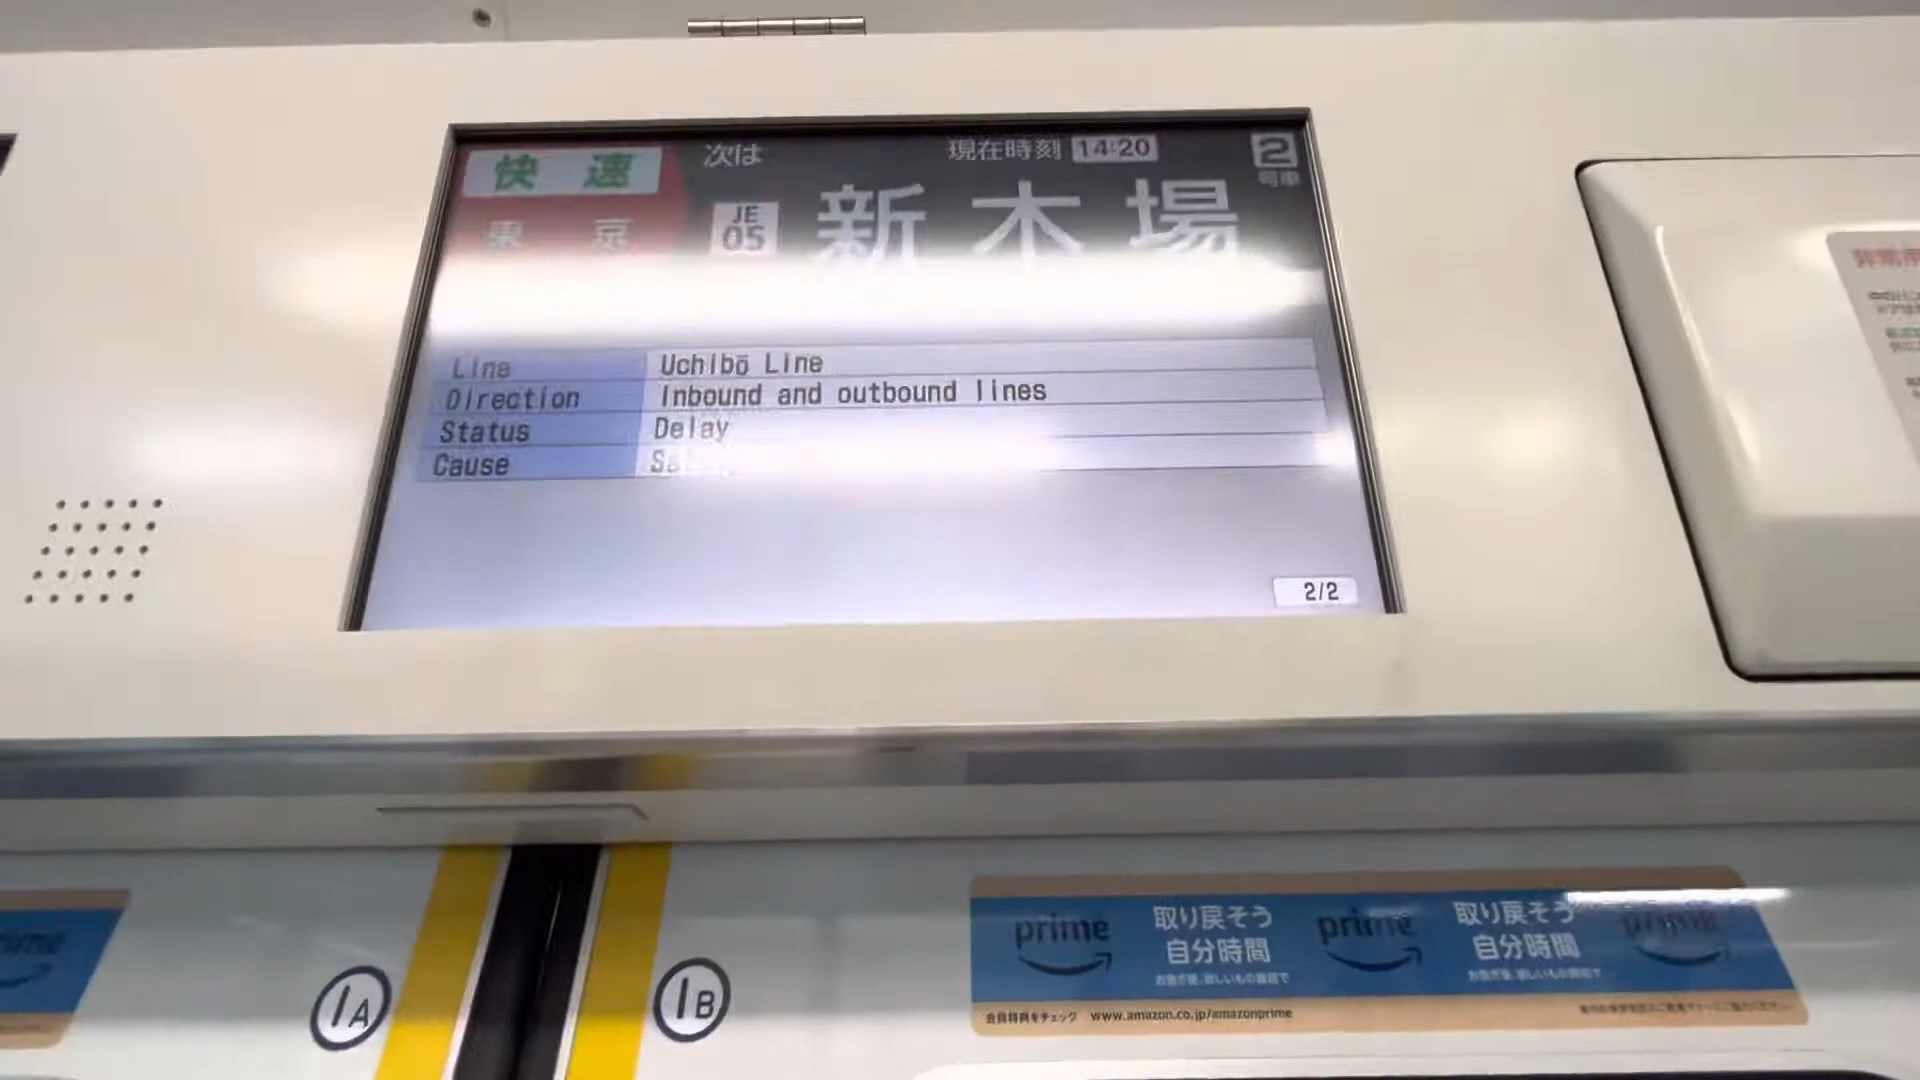 快速
東京
次は
現在時刻 14:20
2
号車
JE
05
新木場
Line Uchibō Line
Direction Inbound and outbound lines
Status Delay
Cause
2/2
1A
1B
prime 取り戻そう 自分時間
prime 取り戻そう 自分時間
prime
会員特典をチェック www.amazon.co.jp/amazonprime